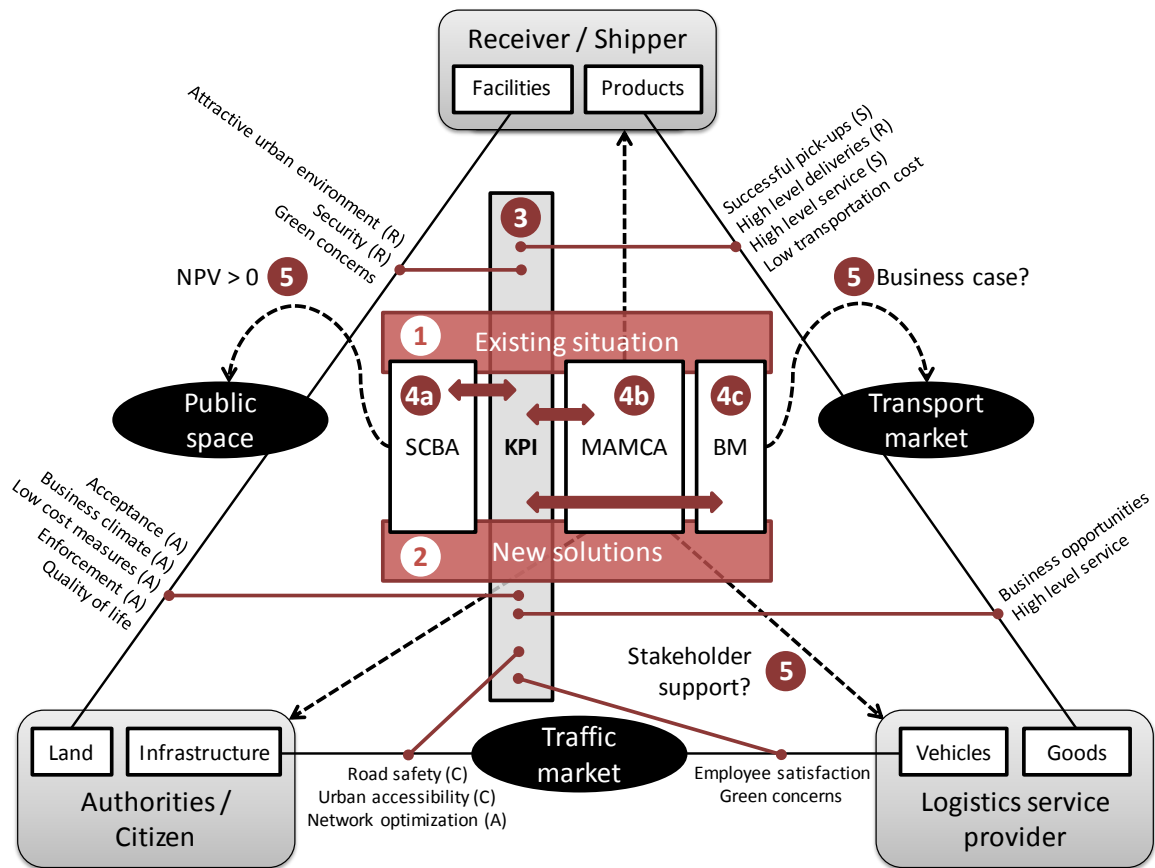 Receiver / Shipper
Facilities
Products
Attractive urban environment (R)
Security (R)
Green concerns
Successful pick-ups (S)
High level deliveries (R)
High level service (S)
Low transportation cost
3
NPV > 0
5
5
Business case?
1
Existing situation
Public
space
4a
SCBA
KPI
4b
MAMCA
4c
BM
Transport
market
2
New solutions
Acceptance (A)
Business climate (A)
Low cost measures (A)
Enforcement (A)
Quality of life
Business opportunities
High level service
Stakeholder
support?
5
Land
Infrastructure
Authorities /
Citizen
Traffic
market
Road safety (C)
Urban accessibility (C)
Network optimization (A)
Employee satisfaction
Green concerns
Vehicles
Goods
Logistics service
provider